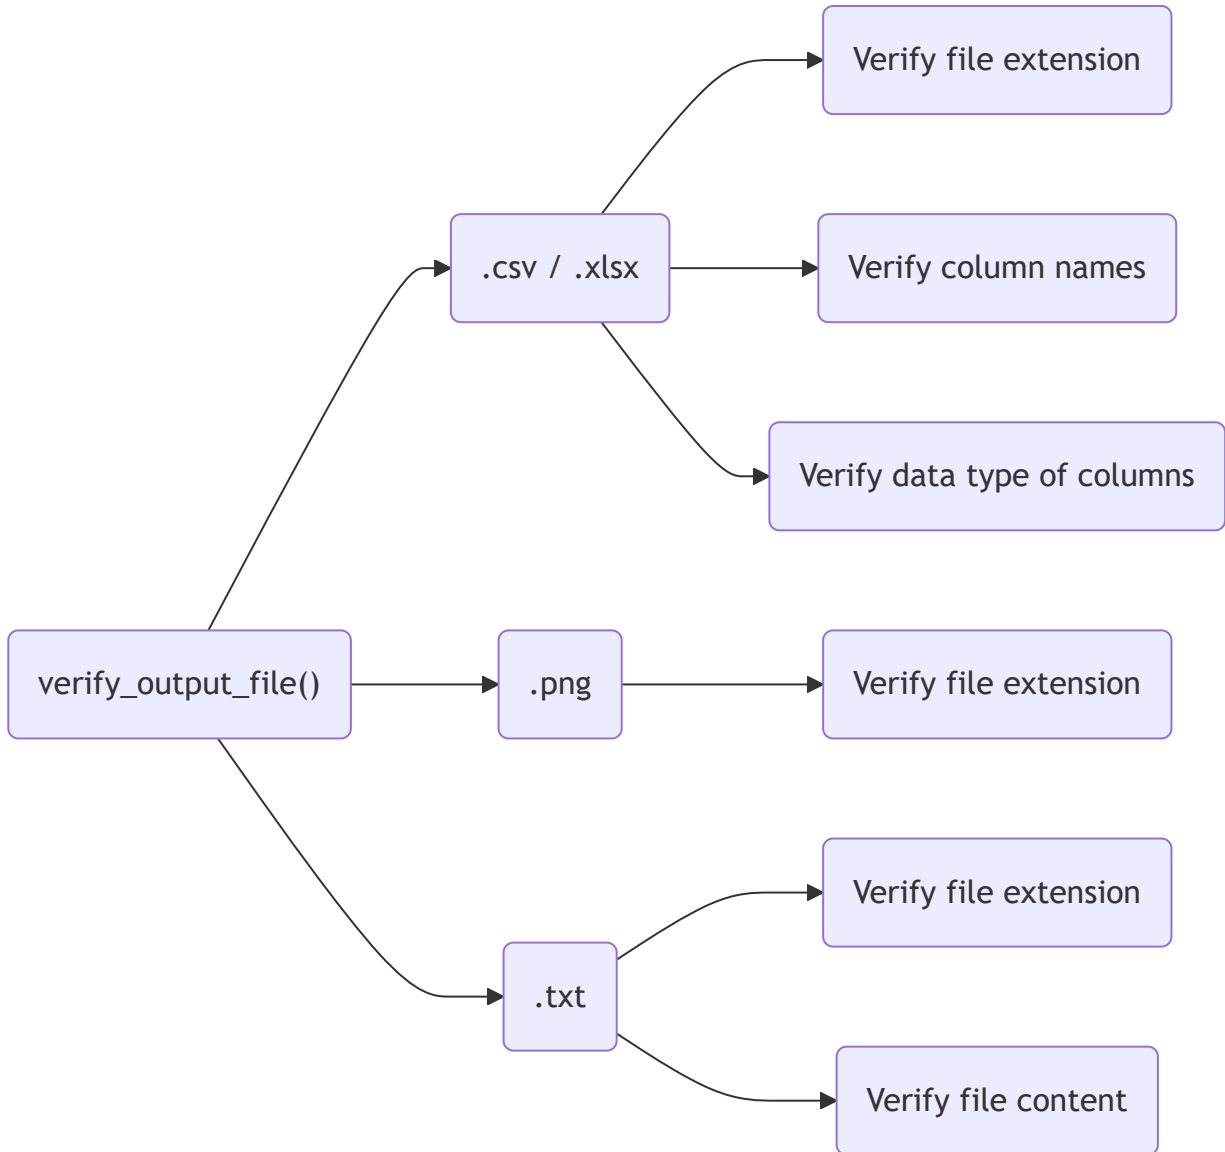 Verify file extension
.csv / .xlsx
Verify column names
Verify data type of columns
verify_output_file()
.png
Verify file extension
Verify file extension
.txt
Verify file content